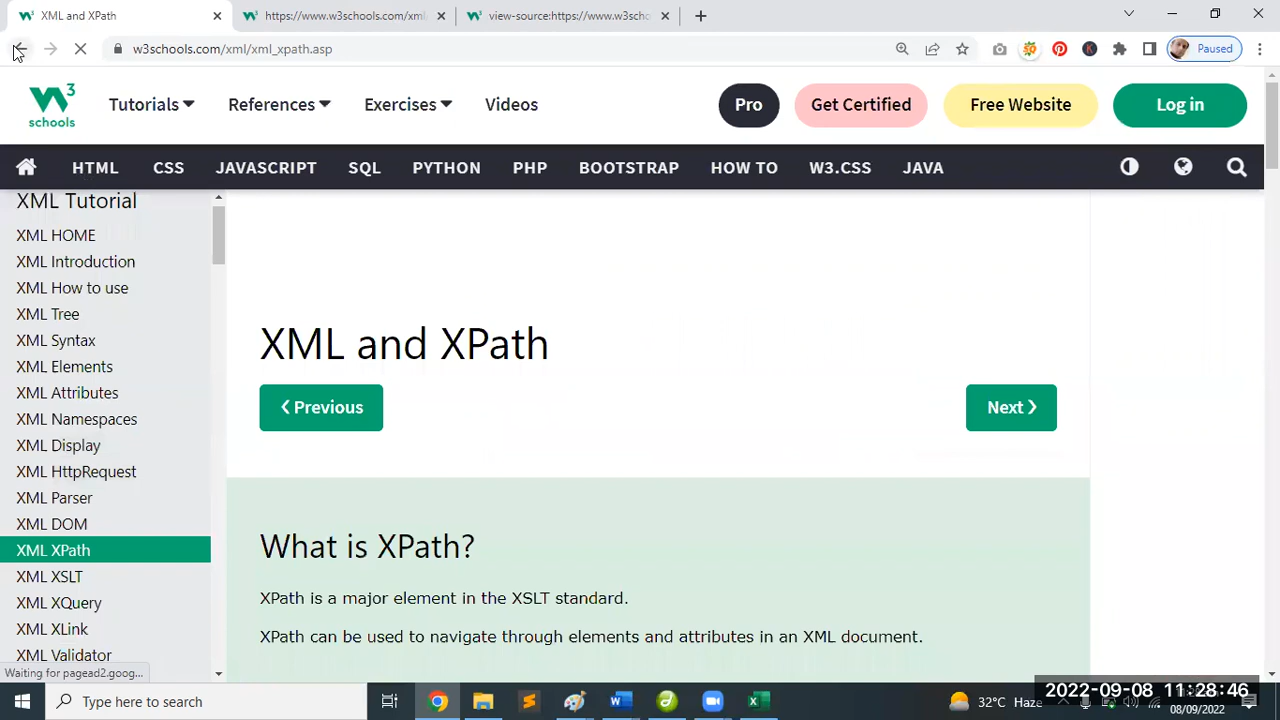 XML and XPath
https://www.w3schools.com/xml
view-source:https://www.w3scho
w3schools.com/xml/xml_xpath.asp
Paused
schools
Tutorials
References
Exercises
Videos
Pro
Get Certified
Free Website
Log in
HTML
CSS
JAVASCRIPT
SQL
PYTHON
PHP
BOOTSTRAP
HOW TO
W3.CSS
JAVA
XML Tutorial
XML HOME
XML Introduction
XML How to use
XML Tree
XML Syntax
XML Elements
XML Attributes
XML Namespaces
XML Display
XML HttpRequest
XML Parser
XML DOM
XML XPath
XML XSLT
XML XQuery
XML XLink
XML Validator
XML and XPath
❮ Previous
Next ❯
What is XPath?
XPath is a major element in the XSLT standard.
XPath can be used to navigate through elements and attributes in an XML document.
Waiting for pagead2.goog...
Type here to search
32°C Haze
2022-09-08 11:28:46
08/09/2022